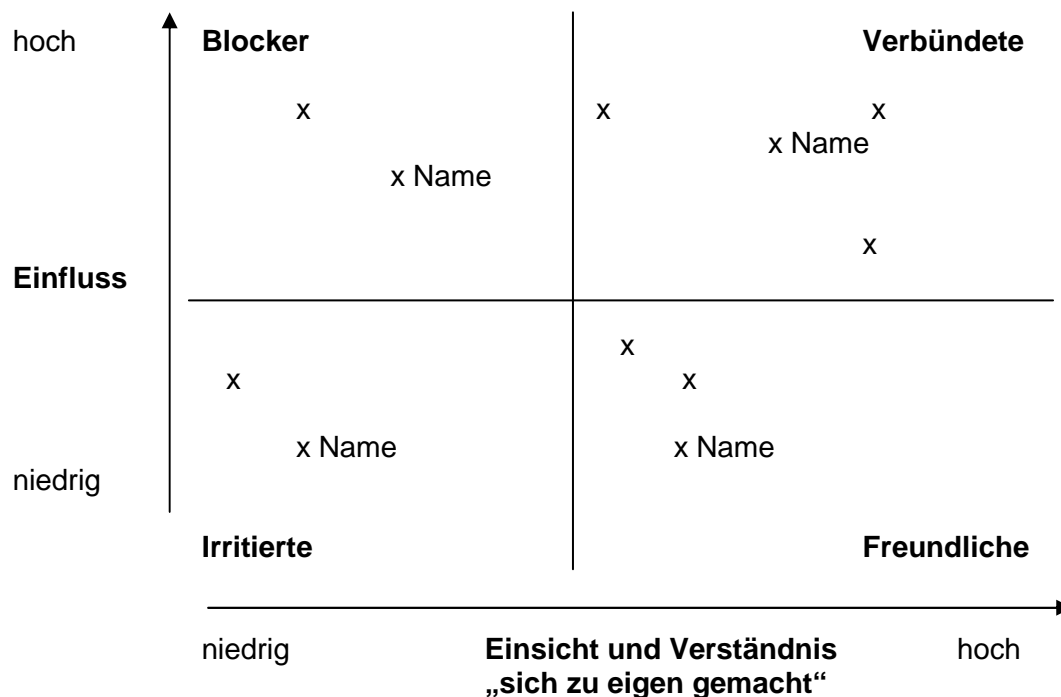 hoch Blocker Verbündete
x x x
x Name
x Name
x
Einfluss
x
x x
x Name x Name
niedrig
Irritierte Freundliche
niedrig Einsicht und Verständnis hoch
„sich zu eigen gemacht“